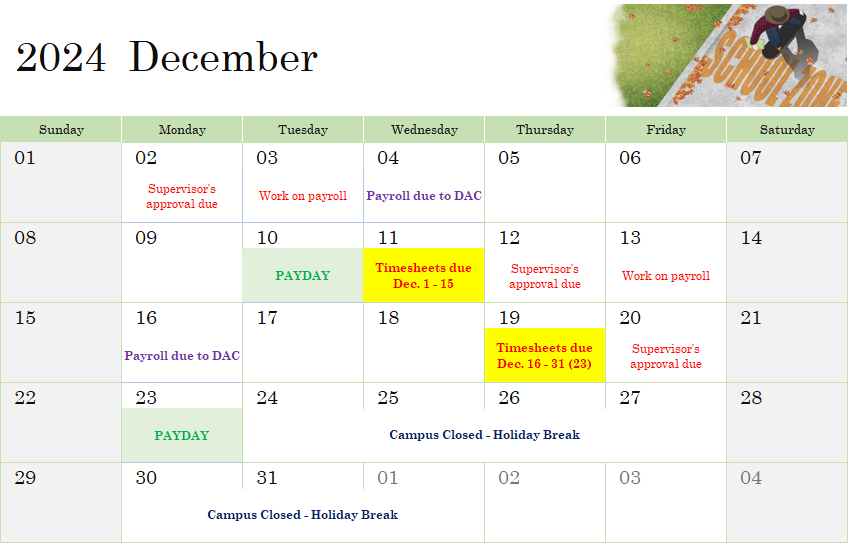 2024 December
SCHOOL ZONE
Sunday Monday Tuesday Wednesday Thursday Friday Saturday
01 02 03 04 05 06 07
Supervisor's
approval due
Work on payroll
Payroll due to DAC
08 09 10 11 12 13 14
PAYDAY
Timesheets due
Dec. 1 - 15
Supervisor's
approval due
Work on payroll
15 16 17 18 19 20 21
Payroll due to DAC
Timesheets due
Dec. 16 - 31 (23)
Supervisor's
approval due
22 23 24 25 26 27 28
PAYDAY
Campus Closed - Holiday Break
29 30 31 01 02 03 04
Campus Closed - Holiday Break